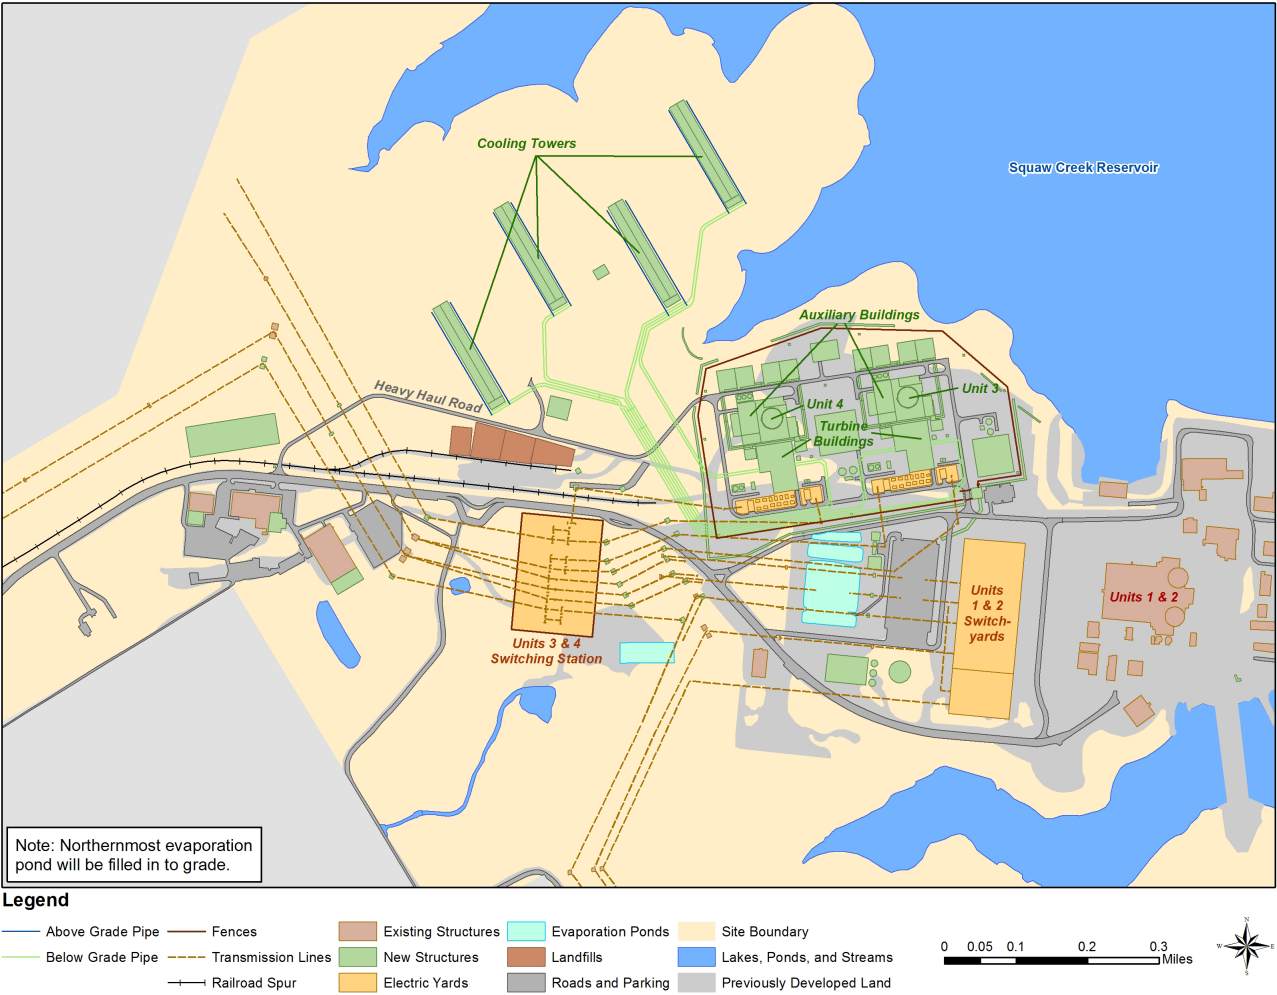 Cooling Towers
Squaw Creek Reservoir
Auxiliary Buildings
Heavy Haul Road
Unit 3
Unit 4
Turbine
Buildings
Units
1 & 2
Switch-
yards
Units 1 & 2
Units 3 & 4
Switching Station
Note: Northernmost evaporation
pond will be filled in to grade.
Legend
Above Grade Pipe
Below Grade Pipe
Fences
Transmission Lines
Railroad Spur
Existing Structures
New Structures
Electric Yards
Evaporation Ponds
Landfills
Roads and Parking
Site Boundary
Lakes, Ponds, and Streams
Previously Developed Land
0 0.05 0.1 0.2 0.3
Miles
N
W E
S